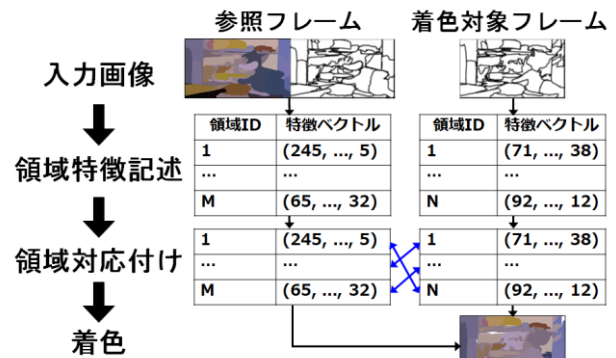 参照フレーム 着色対象フレーム
入力画像
領域ID 特徴ベクトル 領域ID 特徴ベクトル
1 (245, ..., 5) 1 (71, ..., 38)
領域特徴記述
... ... ... ...
M (65, ..., 32) N (92, ..., 12)
1 (245, ..., 5) 1 (71, ..., 38)
領域対応付け
... ... ... ...
M (65, ..., 32) N (92, ..., 12)
着色